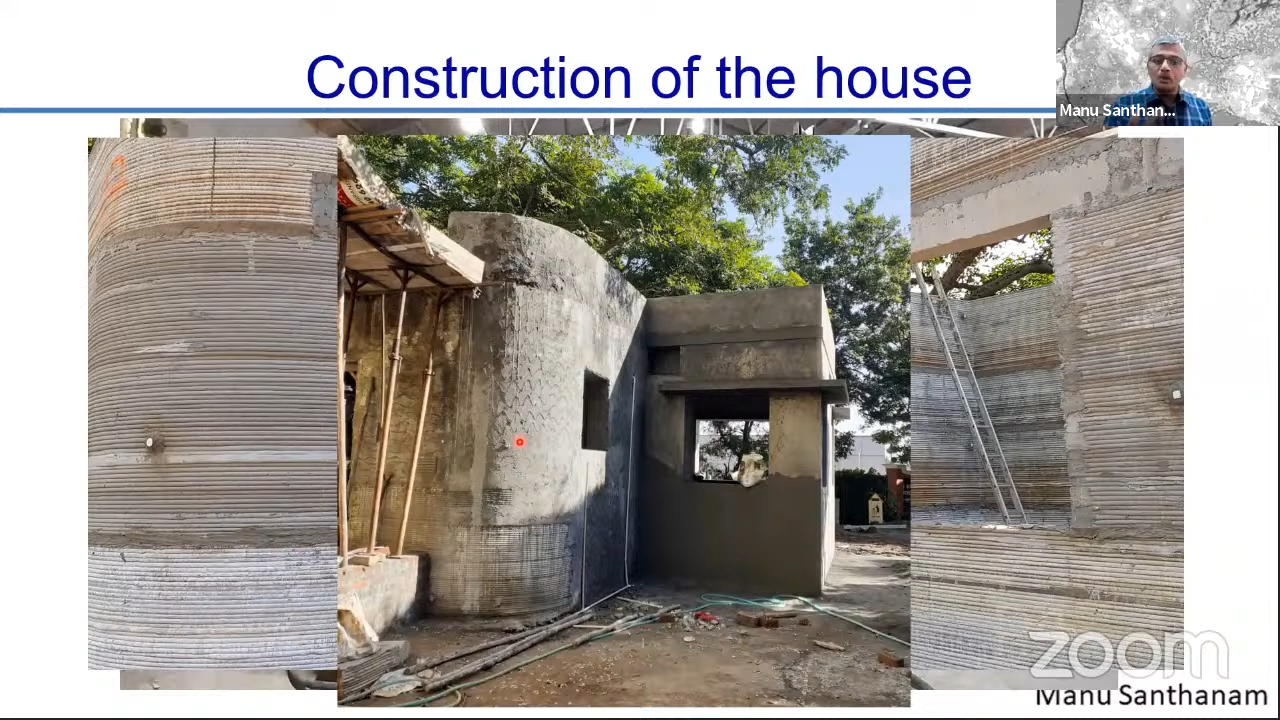 Construction of the house
Manu Santhan...
zoom
Manu Santhanam